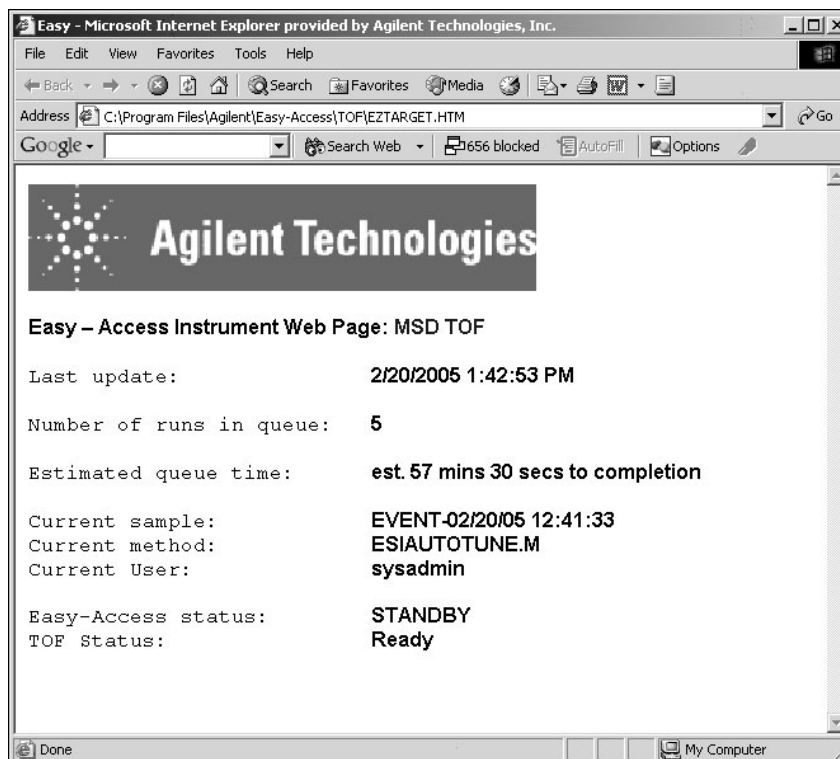 Easy - Microsoft Internet Explorer provided by Agilent Technologies, Inc.
File Edit View Favorites Tools Help
Back Search Favorites Media
Address C:\Program Files\Agilent\Easy-Access\TOF\EZTARGET.HTM Go
Google Search Web 656 blocked AutoFill Options
Agilent Technologies
Easy – Access Instrument Web Page: MSD TOF
Last update: 2/20/2005 1:42:53 PM
Number of runs in queue: 5
Estimated queue time: est. 57 mins 30 secs to completion
Current sample: EVENT-02/20/05 12:41:33
Current method: ESIAUTOTUNE.M
Current User: sysadmin
Easy-Access status: STANDBY
TOF Status: Ready
Done My Computer